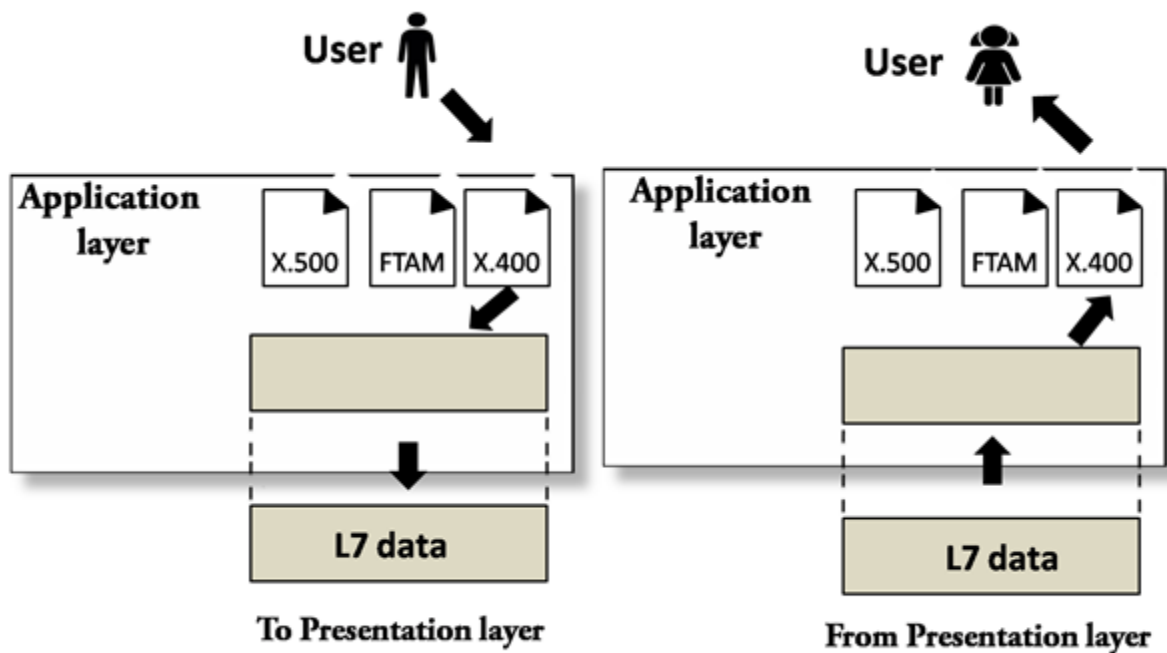 User
Application
layer
X.500 FTAM X.400
L7 data
To Presentation layer
User
Application
layer
X.500 FTAM X.400
L7 data
From Presentation layer